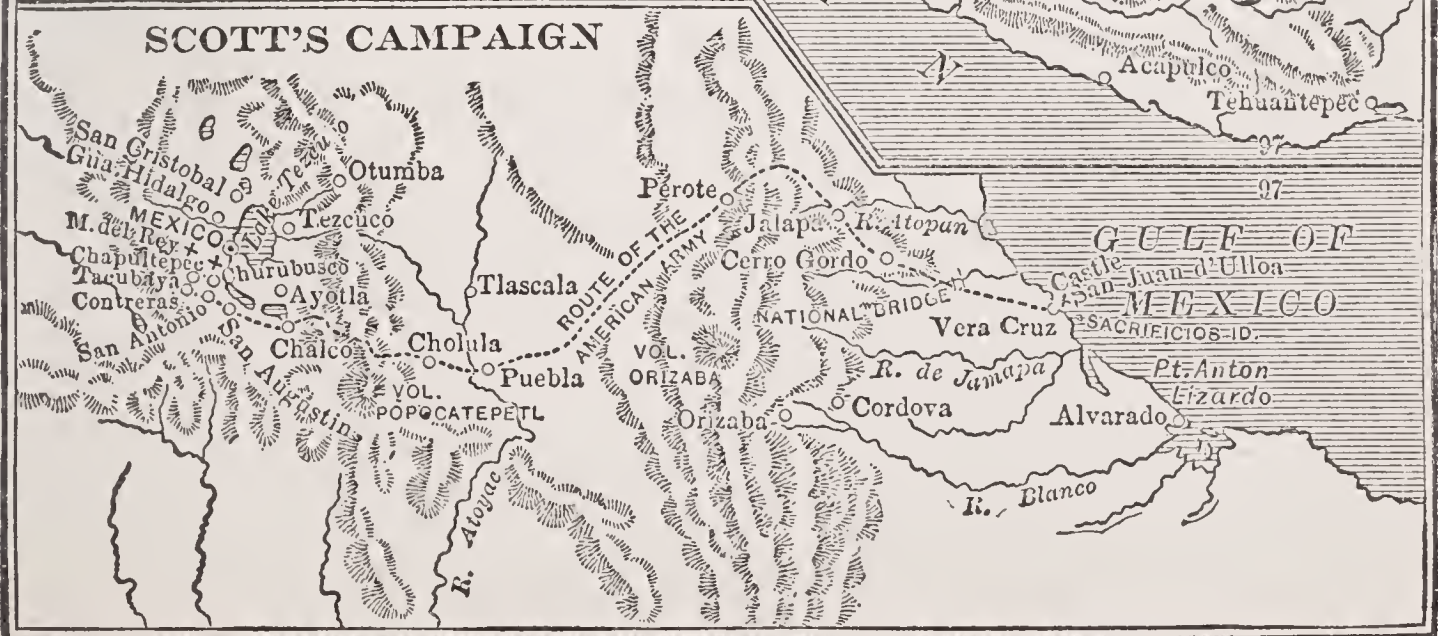 SCOTT'S CAMPAIGN
N
Acapulco
Tehuantepec
97
97
San Cristobal
Gua. Hidalgo
Lake Tezcuco
Otumba
MEXICO
Tezcuco
M. del Rey
Chapultepec
Churubusco
Tacubaya
Contreras
Ayotla
San Antonio
San Augustin
Chalco
Tlascala
Cholula
Puebla
VOL.
POPOCATEPETL
R. Atoyac
Perote
ROUTE OF THE
AMERICAN ARMY
Jalapa
Cerro Gordo
NATIONAL BRIDGE
Vera Cruz
Castle
San Juan d'Ulloa
GULF OF
MEXICO
SACRIFICIOS ID.
Pt. Anton
Lizardo
VOL.
ORIZABA
R. de Jamapa
Orizaba
Cordova
Alvarado
R. Blanco